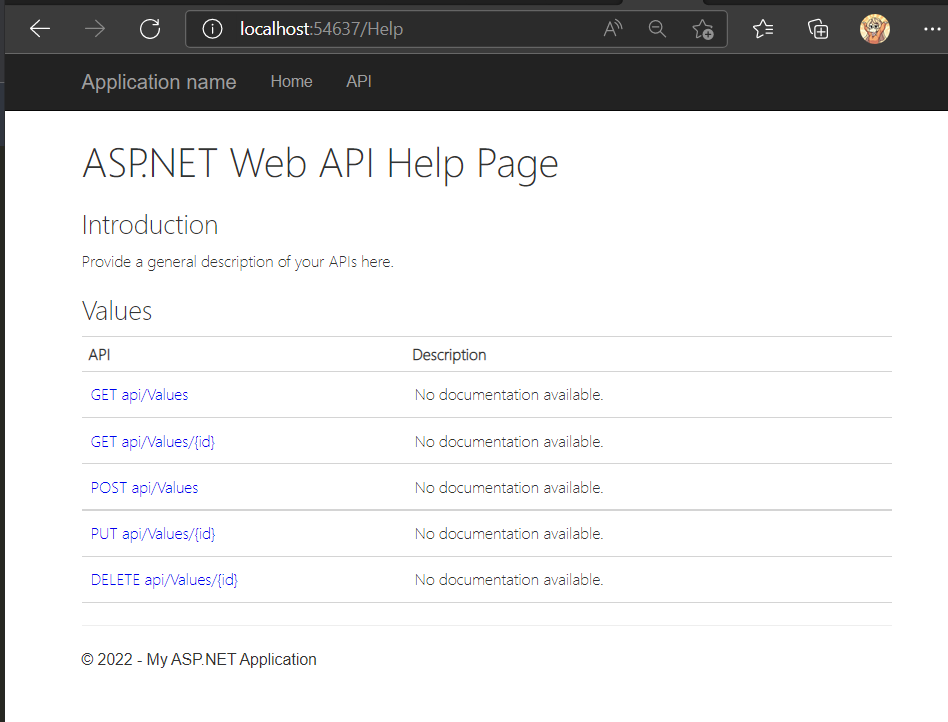 localhost:54637/Help
Application name Home API
ASP.NET Web API Help Page
Introduction
Provide a general description of your APIs here.
Values
API Description
GET api/Values No documentation available.
GET api/Values/{id} No documentation available.
POST api/Values No documentation available.
PUT api/Values/{id} No documentation available.
DELETE api/Values/{id} No documentation available.
© 2022 - My ASP.NET Application